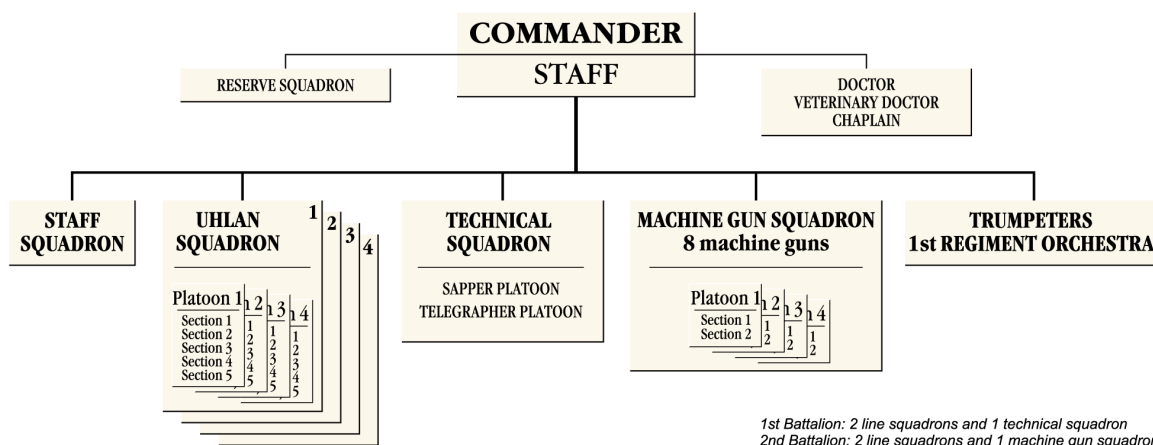 COMMANDER
STAFF
RESERVE SQUADRON
DOCTOR
VETERINARY DOCTOR
CHAPLAIN
STAFF
SQUADRON
UHLAN
SQUADRON
1
2
3
4
Platoon 1
Section 1
Section 2
Section 3
Section 4
Section 5
n 2
1
2
3
4
5
n 3
1
2
3
4
5
n 4
1
2
3
4
5
TECHNICAL
SQUADRON
SAPPER PLATOON
TELEGRAPHER PLATOON
MACHINE GUN SQUADRON
8 machine guns
Platoon 1
Section 1
Section 2
n 2
1
2
n 3
1
2
n 4
1
2
TRUMPETERS
1st REGIMENT ORCHESTRA
1st Battalion: 2 line squadrons and 1 technical squadron
2nd Battalion: 2 line squadrons and 1 machine gun squadron